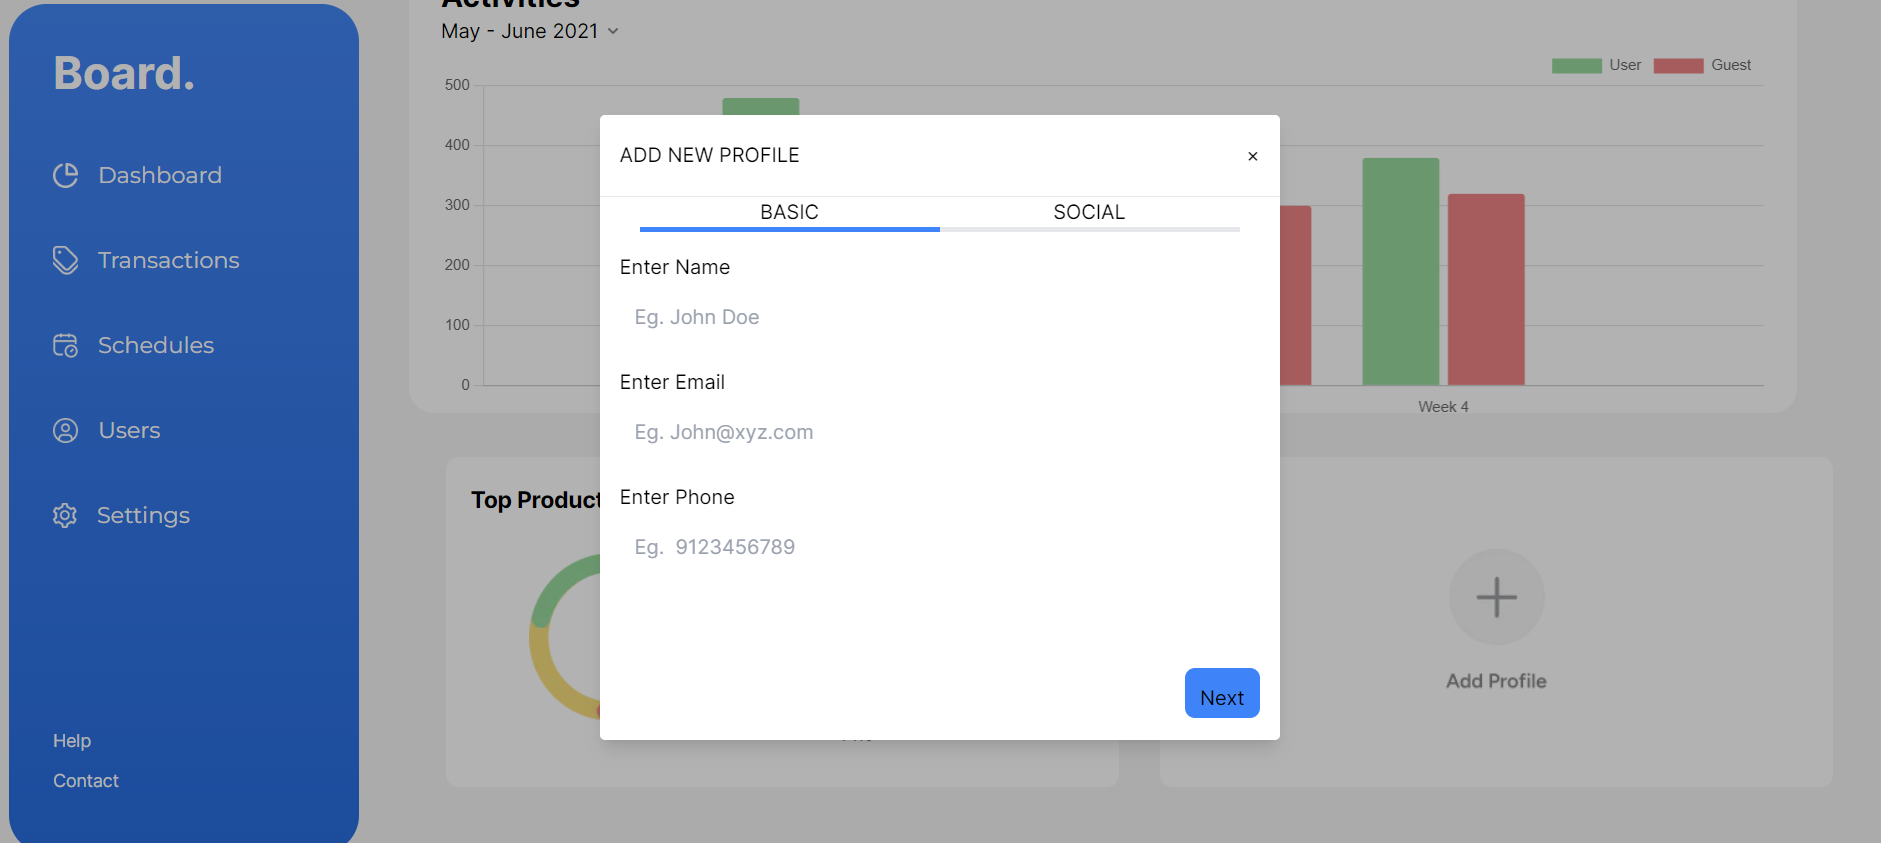 Board.
Dashboard
Transactions
Schedules
Users
Settings
Help
Contact
Activities
May - June 2021
User
Guest
500
400
300
200
100
0
Week 4
ADD NEW PROFILE
×
BASIC
SOCIAL
Enter Name
Eg. John Doe
Enter Email
Eg. John@xyz.com
Enter Phone
Eg. 9123456789
Next
Top Product
Add Profile